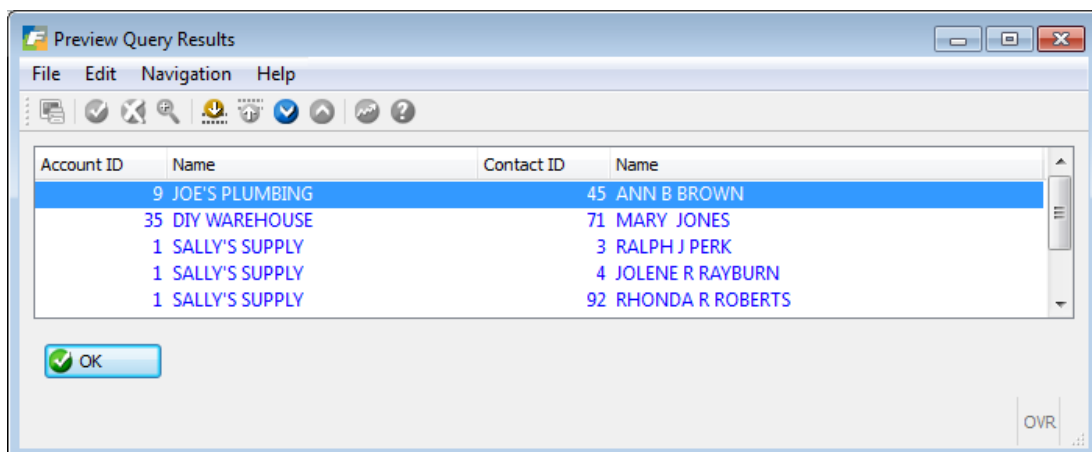 Preview Query Results
File Edit Navigation Help
Account ID Name Contact ID Name
9 JOE'S PLUMBING 45 ANN B BROWN
35 DIY WAREHOUSE 71 MARY JONES
1 SALLY'S SUPPLY 3 RALPH J PERK
1 SALLY'S SUPPLY 4 JOLENE R RAYBURN
1 SALLY'S SUPPLY 92 RHONDA R ROBERTS
OK
OVR